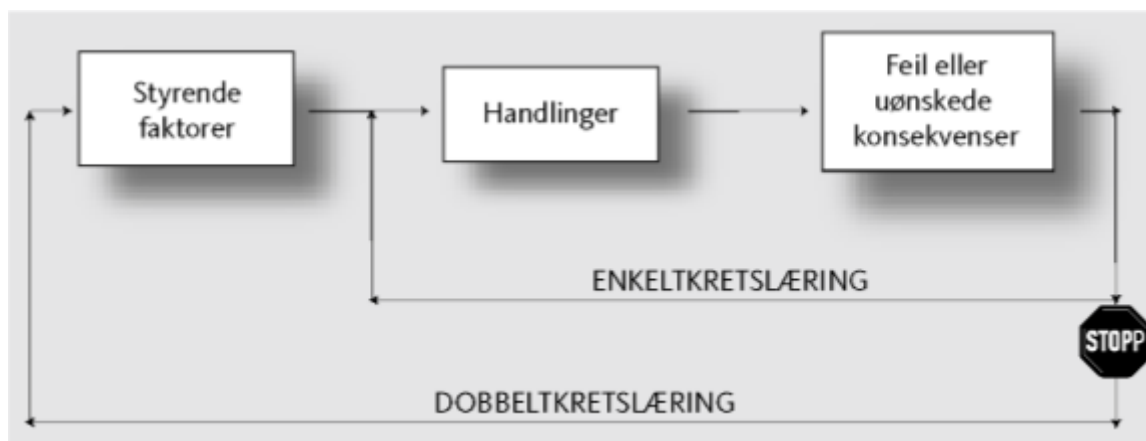 Styrende
faktorer
Handlinger
Feil eller
uønskede
konsekvenser
ENKELTKRETSLÆRING
STOPP
DOBBELTKRETSLÆRING